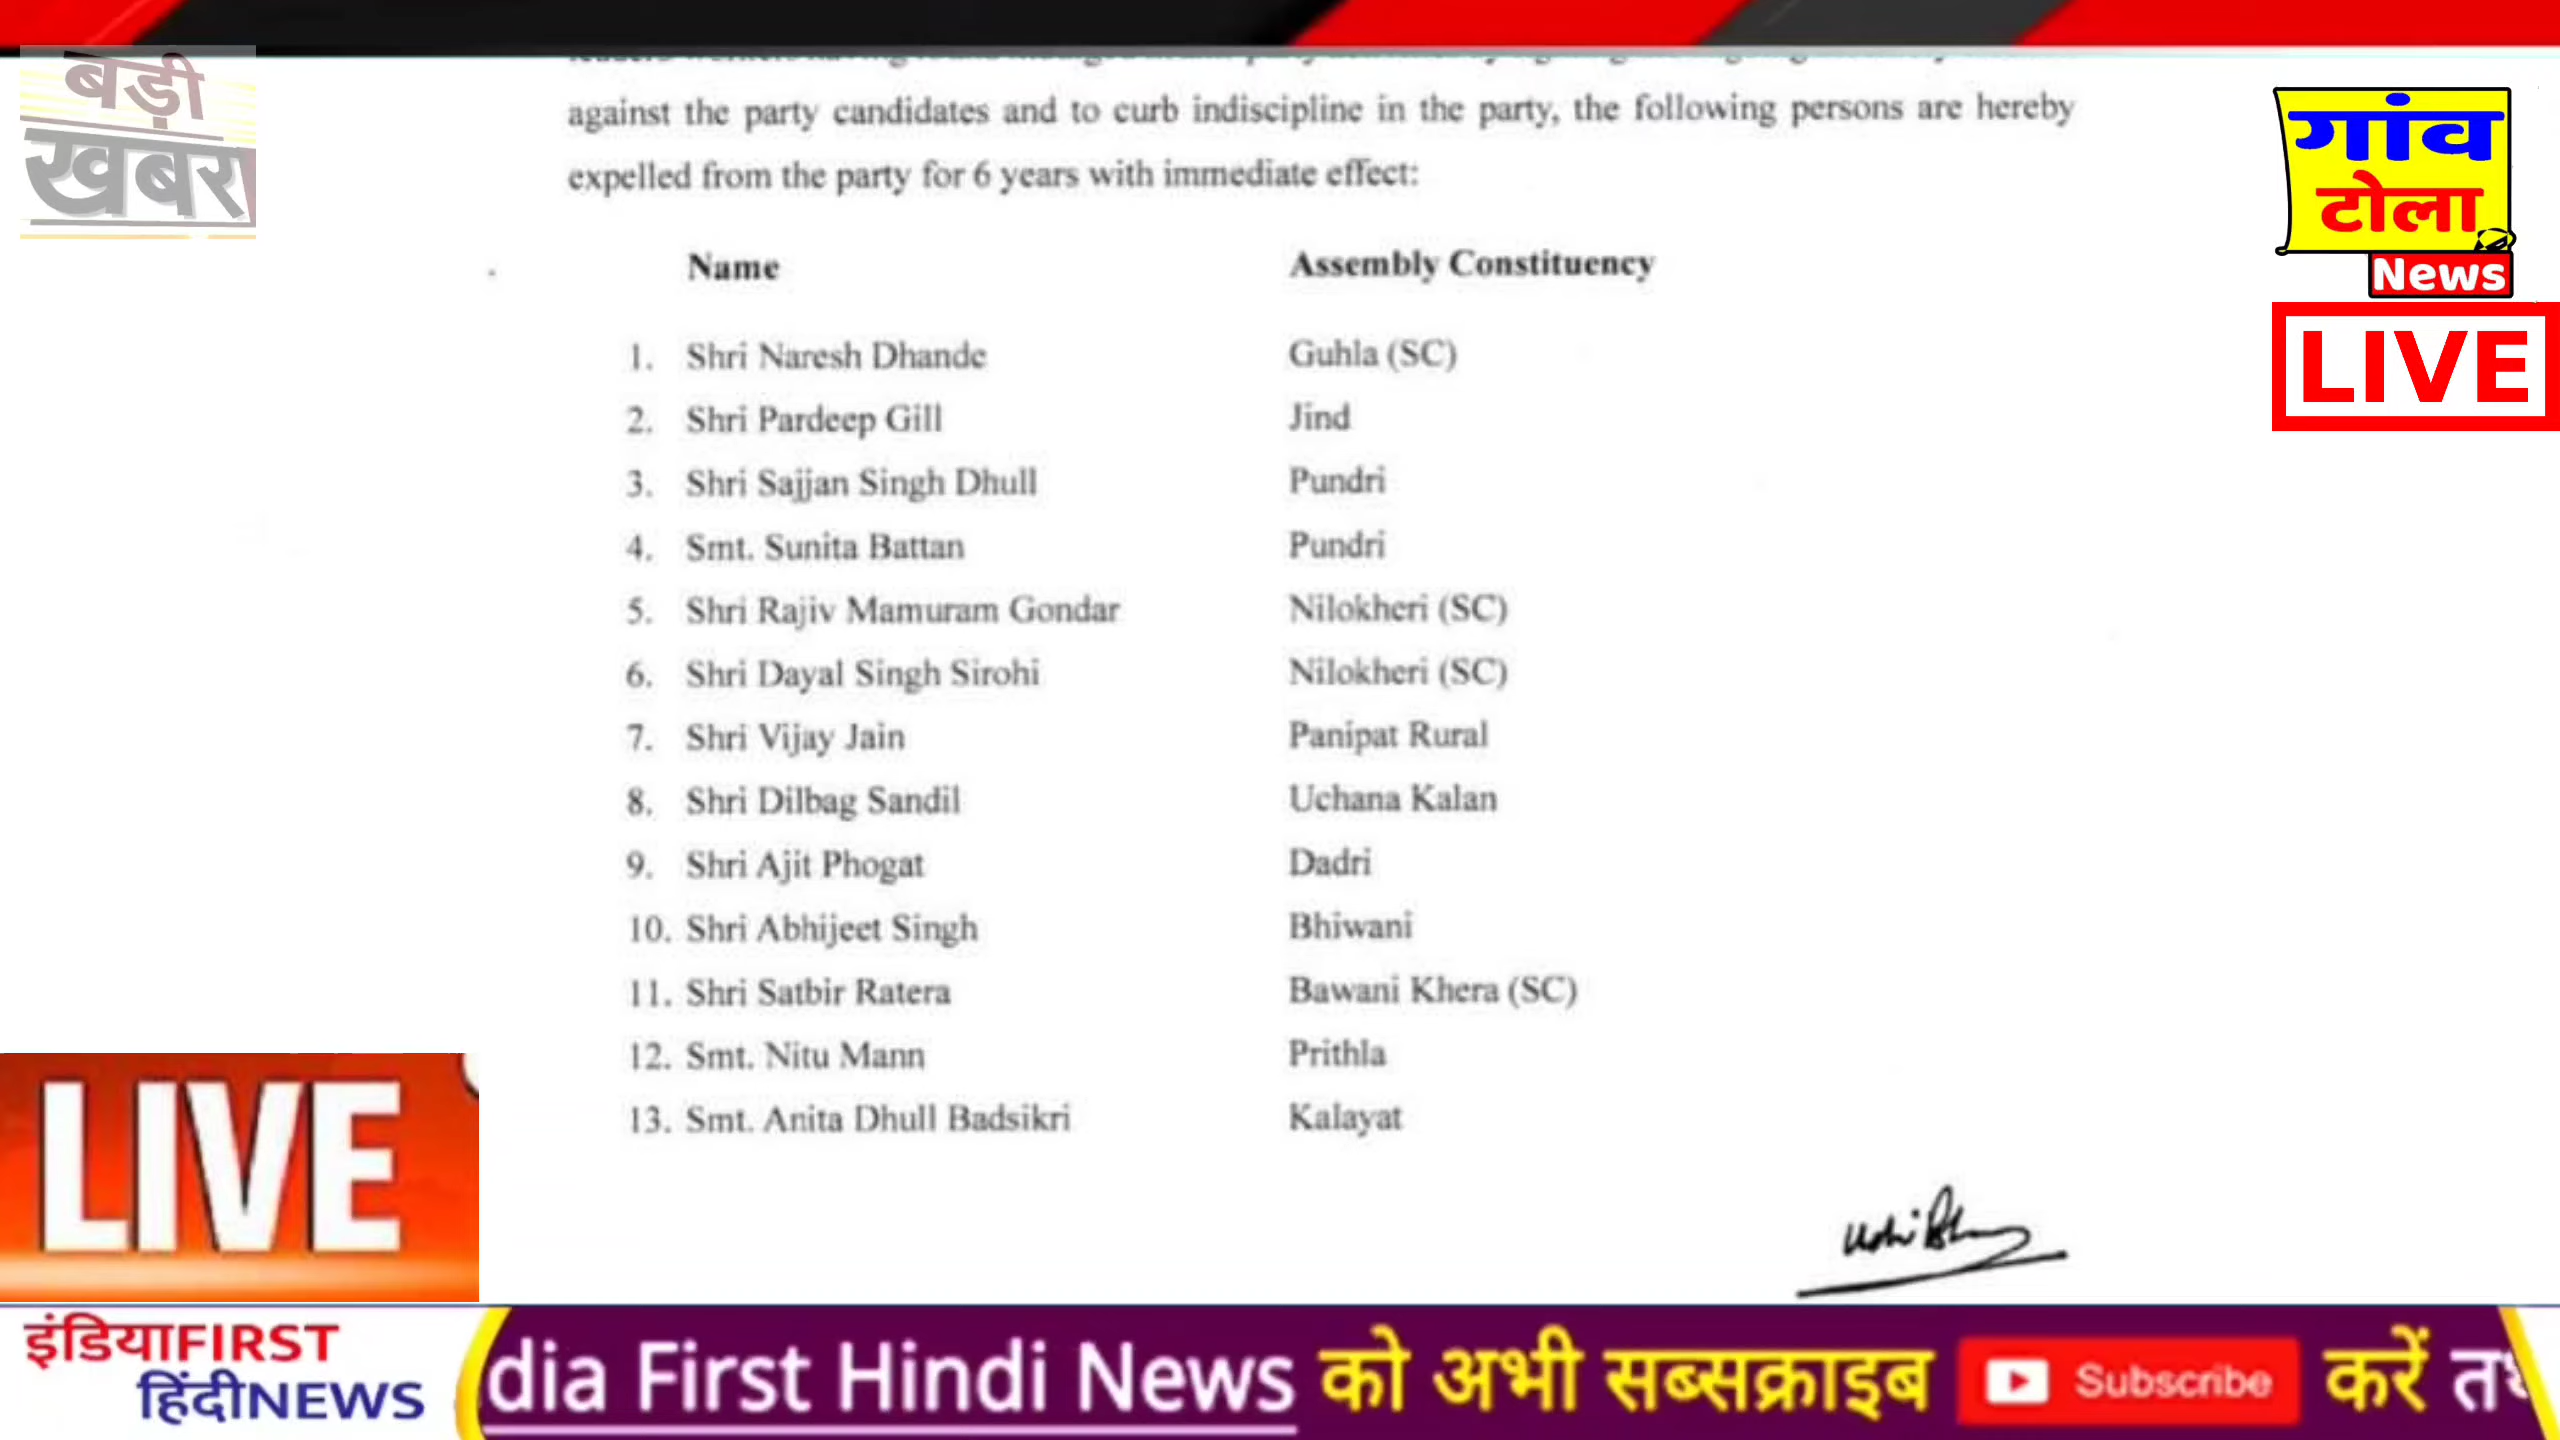 बड़ी
खबर
against the party candidates and to curb indiscipline in the party, the following persons are hereby
expelled from the party for 6 years with immediate effect:
Name Assembly Constituency
1. Shri Naresh Dhande Guhla (SC)
2. Shri Pardeep Gill Jind
3. Shri Sajjan Singh Dhull Pundri
4. Smt. Sunita Battan Pundri
5. Shri Rajiv Mamuram Gondar Nilokheri (SC)
6. Shri Dayal Singh Sirohi Nilokheri (SC)
7. Shri Vijay Jain Panipat Rural
8. Shri Dilbag Sandil Uchana Kalan
9. Shri Ajit Phogat Dadri
10. Shri Abhijeet Singh Bhiwani
11. Shri Satbir Ratera Bawani Khera (SC)
12. Smt. Nitu Mann Prithla
13. Smt. Anita Dhull Badsikri Kalayat
गांव
टोला
News
LIVE
LIVE
इंडियाFIRST
हिंदीNEWS
dia First Hindi News को अभी सब्सक्राइब Subscribe करें